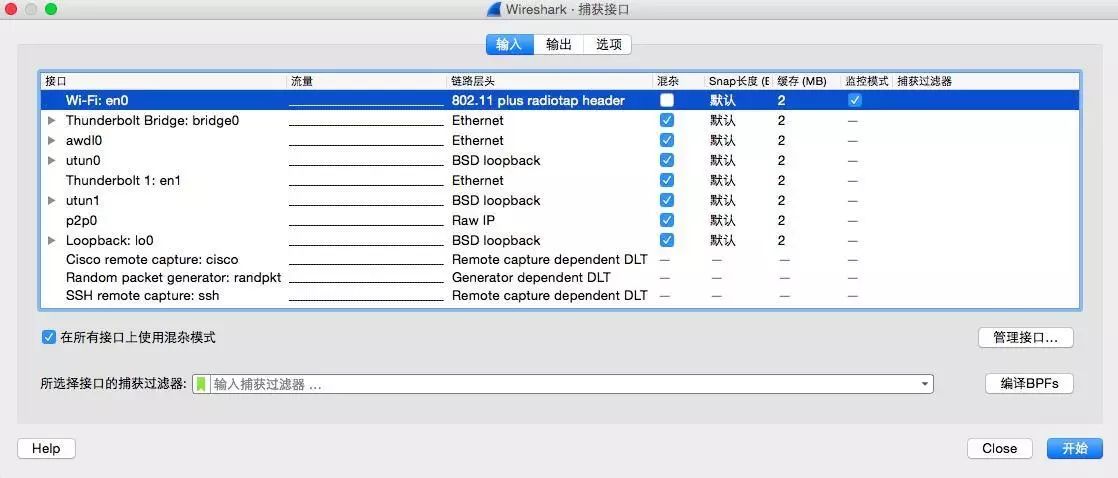 Wireshark · 捕获接口
输入 输出 选项
接口 流量 链路层头 混杂 Snap长度 (E 缓存 (MB) 监控模式 捕获过滤器
Wi-Fi: en0 802.11 plus radiotap header 默认 2
Thunderbolt Bridge: bridge0 Ethernet 默认 2 —
awdl0 Ethernet 默认 2 —
utun0 BSD loopback 默认 2 —
Thunderbolt 1: en1 Ethernet 默认 2 —
utun1 BSD loopback 默认 2 —
p2p0 Raw IP 默认 2 —
Loopback: lo0 BSD loopback 默认 2 —
Cisco remote capture: cisco Remote capture dependent DLT — — — —
Random packet generator: randpkt Generator dependent DLT — — — —
SSH remote capture: ssh Remote capture dependent DLT — — — —
在所有接口上使用混杂模式 管理接口...
所选择接口的捕获过滤器: 输入捕获过滤器 ... 编译BPFs
Help Close 开始